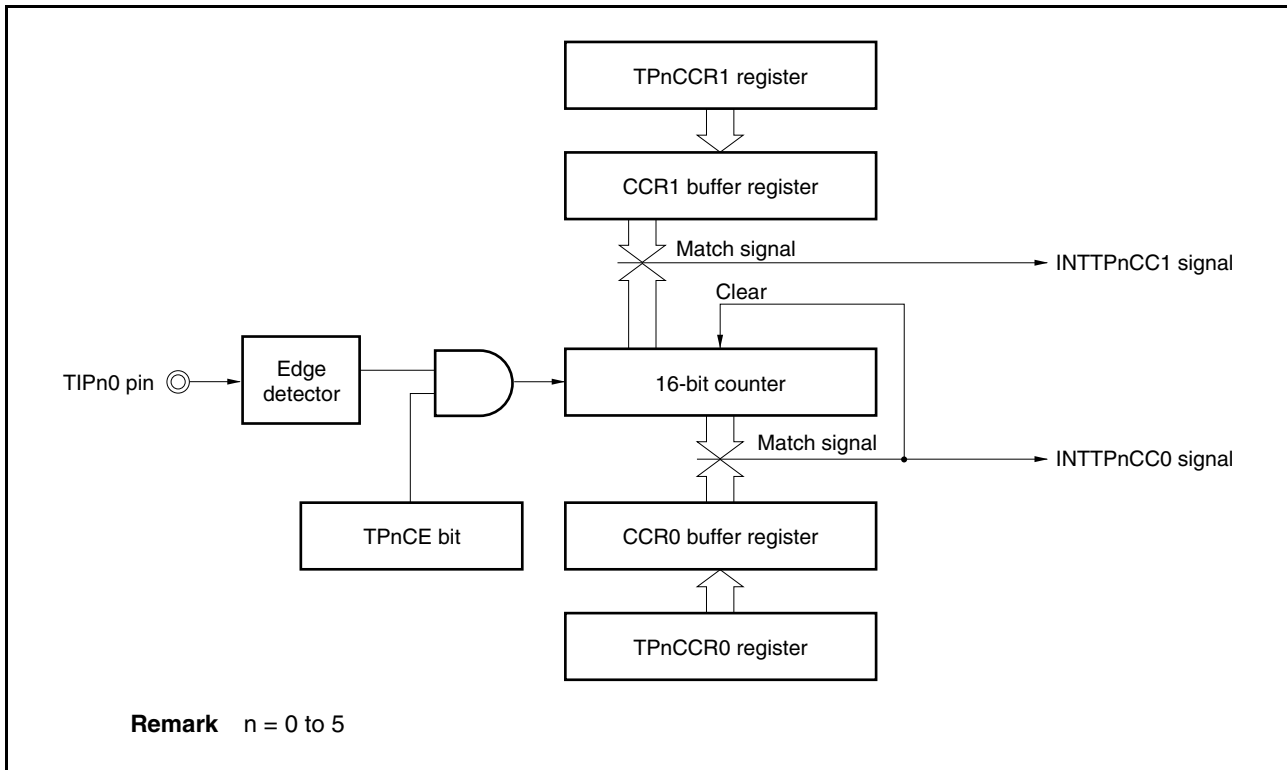 TPnCCR1 register
CCR1 buffer register
Match signal
INTTPnCC1 signal
Clear
TIPn0 pin
Edge
detector
16-bit counter
Match signal
INTTPnCC0 signal
TPnCE bit
CCR0 buffer register
TPnCCR0 register
Remark n = 0 to 5